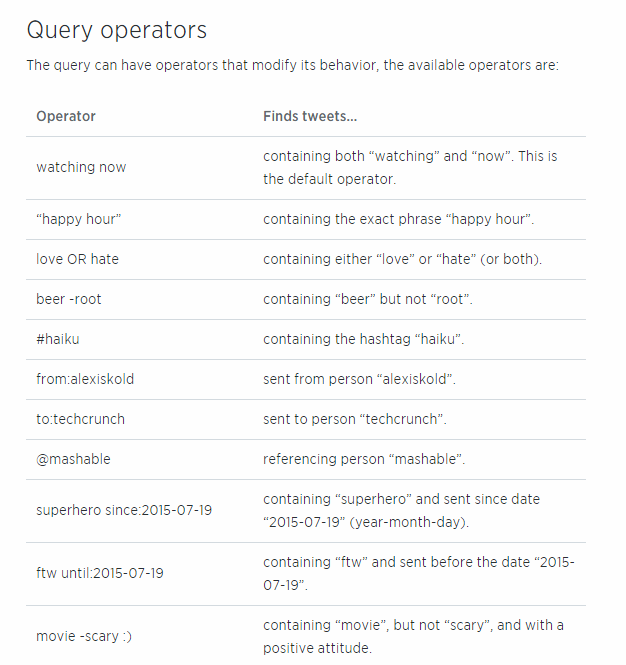 Query operators
The query can have operators that modify its behavior, the available operators are:
Operator
Finds tweets...
watching now
containing both “watching” and “now”. This is
the default operator.
“happy hour”
containing the exact phrase “happy hour”.
love OR hate
containing either “love” or “hate” (or both).
beer -root
containing “beer” but not “root”.
#haiku
containing the hashtag “haiku”.
from:alexiskold
sent from person “alexiskold”.
to:techcrunch
sent to person “techcrunch”.
@mashable
referencing person “mashable”.
superhero since:2015-07-19
containing “superhero” and sent since date
“2015-07-19” (year-month-day).
ftw until:2015-07-19
containing “ftw” and sent before the date “2015-
07-19”.
movie -scary :)
containing “movie”, but not “scary”, and with a
positive attitude.